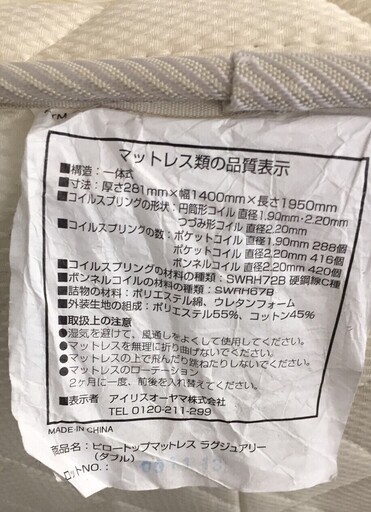 TM
マットレス類の品質表示
■構造：一体式
■寸法：厚さ281mm×幅1400mm×長さ1950mm
■コイルスプリングの形状：円筒形コイル 直径1.90mm・2.20mm
つづみ形コイル 直径2.20mm
■コイルスプリングの数：ポケットコイル 直径1.90mm 288個
ポケットコイル 直径2.20mm 416個
ボンネルコイル 直径2.20mm 420個
■コイルスプリングの材料の種類：SWRH72B 硬鋼線C種
■ボンネルコイルの材料の種類：SWRH67B
■詰物の材料：ポリエステル綿、ウレタンフォーム
■外装生地の組成：ポリエステル55%、コットン45%
■取扱上の注意
●湿気を避けて、風通しをよくして使用してください。
●マットレスを無理に折り曲げないでください。
●マットレスの上で飛んだり跳ねたりしないでください。
●マットレスのローテーション
2ヶ月に一度、前後を入れ替えてください。
■表示者 アイリスオーヤマ株式会社
TEL 0120-211-299
MADE IN CHINA
商品名：ピロートップマットレス ラグジュアリー
（ダブル）
ロットNO.：